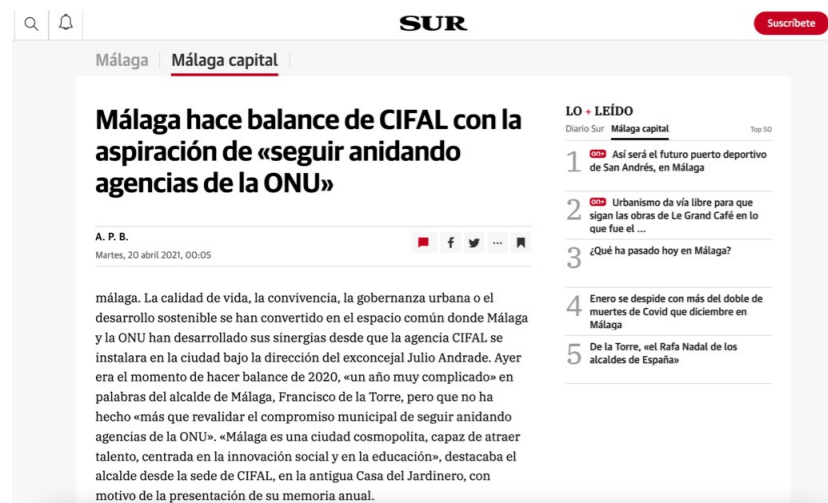 SUR
Suscríbete
Málaga
Málaga capital
Málaga hace balance de CIFAL con la
aspiración de «seguir anidando
agencias de la ONU»
A. P. B.
Martes, 20 abril 2021, 00:05
málaga. La calidad de vida, la convivencia, la gobernanza urbana o el
desarrollo sostenible se han convertido en el espacio común donde Málaga
y la ONU han desarrollado sus sinergias desde que la agencia CIFAL se
instalara en la ciudad bajo la dirección del exconcejal Julio Andrade. Ayer
era el momento de hacer balance de 2020, «un año muy complicado» en
palabras del alcalde de Málaga, Francisco de la Torre, pero que no ha
hecho «más que revalidar el compromiso municipal de seguir anidando
agencias de la ONU». «Málaga es una ciudad cosmopolita, capaz de atraer
talento, centrada en la innovación social y en la educación», destacaba el
alcalde desde la sede de CIFAL, en la antigua Casa del Jardinero, con
motivo de la presentación de su memoria anual.
LO + LEÍDO
Diario Sur Málaga capital Top 50
1 on+ Así será el futuro puerto deportivo
de San Andrés, en Málaga
2 on+ Urbanismo da vía libre para que
sigan las obras de Le Grand Café en lo
que fue el ...
3 ¿Qué ha pasado hoy en Málaga?
4 Enero se despide con más del doble de
muertes de Covid que diciembre en
Málaga
5 De la Torre, «el Rafa Nadal de los
alcaldes de España»